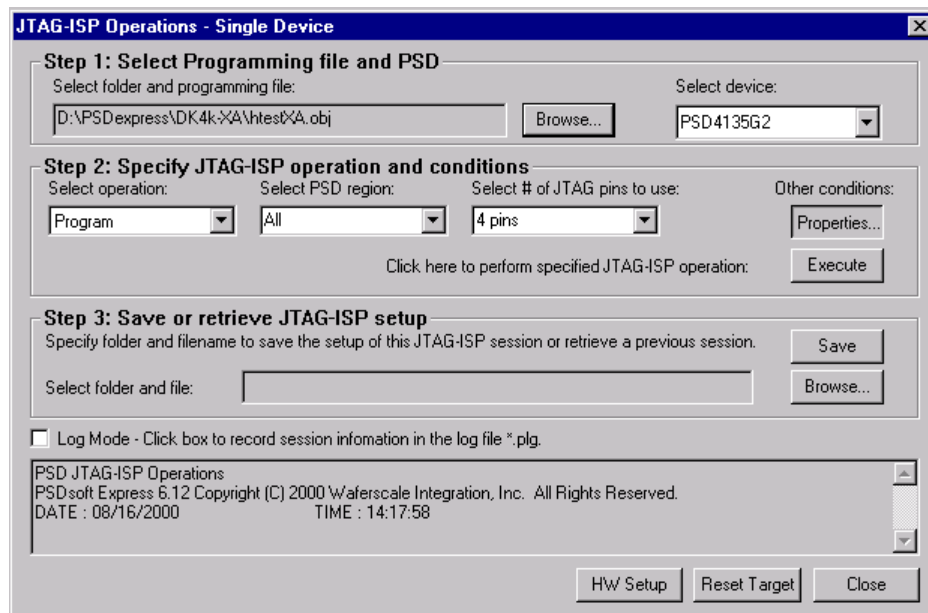 JTAG-ISP Operations - Single Device
Step 1: Select Programming file and PSD
Select folder and programming file:
Select device:
D:\PSDexpress\DK4k-XA\htestXA.obj
Browse...
PSD4135G2
Step 2: Specify JTAG-ISP operation and conditions
Select operation:
Select PSD region:
Select # of JTAG pins to use:
Other conditions:
Program
All
4 pins
Properties...
Click here to perform specified JTAG-ISP operation:
Execute
Step 3: Save or retrieve JTAG-ISP setup
Specify folder and filename to save the setup of this JTAG-ISP session or retrieve a previous session.
Save
Select folder and file:
Browse...
Log Mode - Click box to record session infomation in the log file *.plg.
PSD JTAG-ISP Operations
PSDsoft Express 6.12 Copyright (C) 2000 Waferscale Integration, Inc. All Rights Reserved.
DATE : 08/16/2000 TIME : 14:17:58
HW Setup
Reset Target
Close